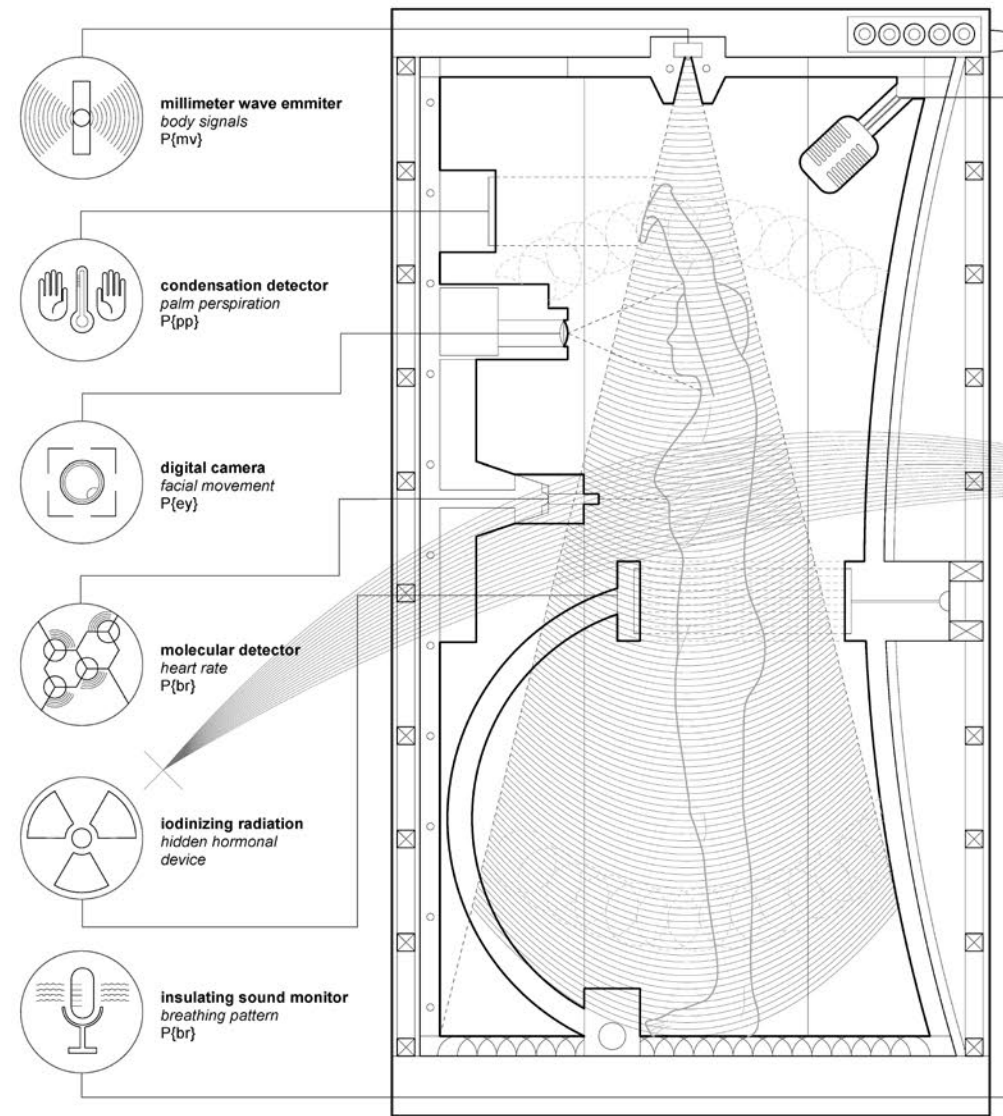 millimeter wave emmiter
body signals
P{mv}
condensation detector
palm perspiration
P{pp}
digital camera
facial movement
P{ey}
molecular detector
heart rate
P{br}
iodinizing radiation
hidden hormonal
device
insulating sound monitor
breathing pattern
P{br}